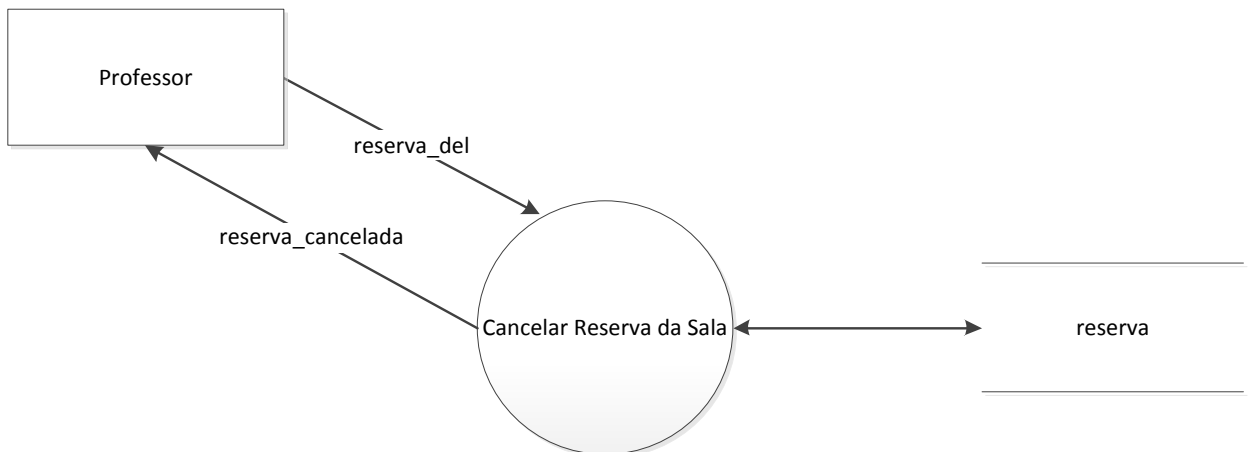 Professor
reserva_del
reserva_cancelada
Cancelar Reserva da Sala
reserva